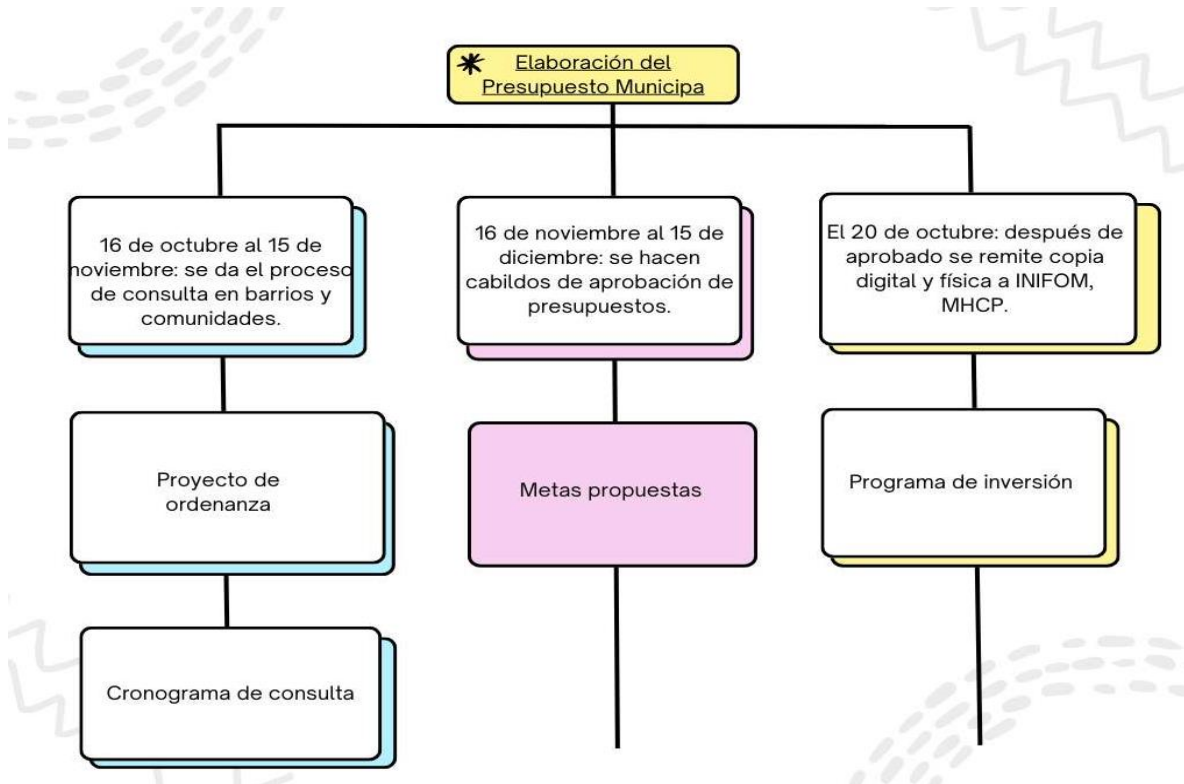 Elaboración del
Presupuesto Municipa
16 de octubre al 15 de
noviembre: se da el proceso
de consulta en barrios y
comunidades.
16 de noviembre al 15 de
diciembre: se hacen
cabildos de aprobación de
presupuestos.
El 20 de octubre: después de
aprobado se remite copia
digital y física a INIFOM,
MHCP.
Proyecto de
ordenanza
Metas propuestas
Programa de inversión
Cronograma de consulta